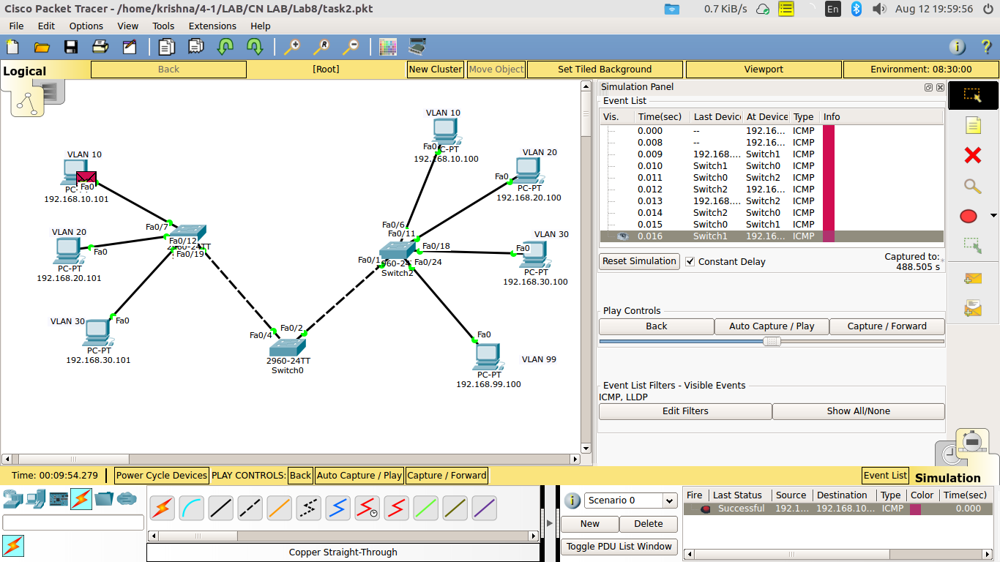 Cisco Packet Tracer - /home/krishna/4-1/LAB/CN LAB/Lab8/task2.pkt
0.7 KiB/s En Aug 12 19:59:56
File Edit Options View Tools Extensions Help
Logical Back [Root] New Cluster Move Object Set Tiled Background Viewport Environment: 08:30:00
VLAN 10
Fa0
PC-PT
192.168.10.100
VLAN 20
Fa0
PC-PT
192.168.20.100
VLAN 10
Fa0
192.168.10.101
VLAN 20
Fa0
PC-PT
192.168.20.101
VLAN 30
Fa0
PC-PT
192.168.30.101
Fa0/7
Fa0/12
Fa0/19
Fa0/4
Fa0/2
2960-24TT
Switch0
Fa0/6
Fa0/11
Fa0/18
Fa0/1
Fa0/24
Switch2
VLAN 30
Fa0
PC-PT
192.168.30.100
Fa0
VLAN 99
PC-PT
192.168.99.100
Simulation Panel
Event List
Vis. Time(sec) Last Devic At Device Type Info
0.000 -- 192.16... ICMP
0.008 -- 192.16... ICMP
0.009 192.168.... Switch1 ICMP
0.010 Switch1 Switch0 ICMP
0.011 Switch0 Switch2 ICMP
0.012 Switch2 192.16... ICMP
0.013 192.168.... Switch2 ICMP
0.014 Switch2 Switch0 ICMP
0.015 Switch0 Switch1 ICMP
0.016 Switch1 192.16... ICMP
Reset Simulation Constant Delay Captured to:
488.505 s
Play Controls
Back Auto Capture / Play Capture / Forward
Event List Filters - Visible Events
ICMP, LLDP
Edit Filters Show All/None
Time: 00:09:54.279 Power Cycle Devices PLAY CONTROLS: Back Auto Capture / Play Capture / Forward Event List Simulation
Scenario 0
New Delete
Toggle PDU List Window
Fire Last Status Source Destination Type Color Time(sec)
Successful 192.1... 192.168.10... ICMP 0.000
Copper Straight-Through